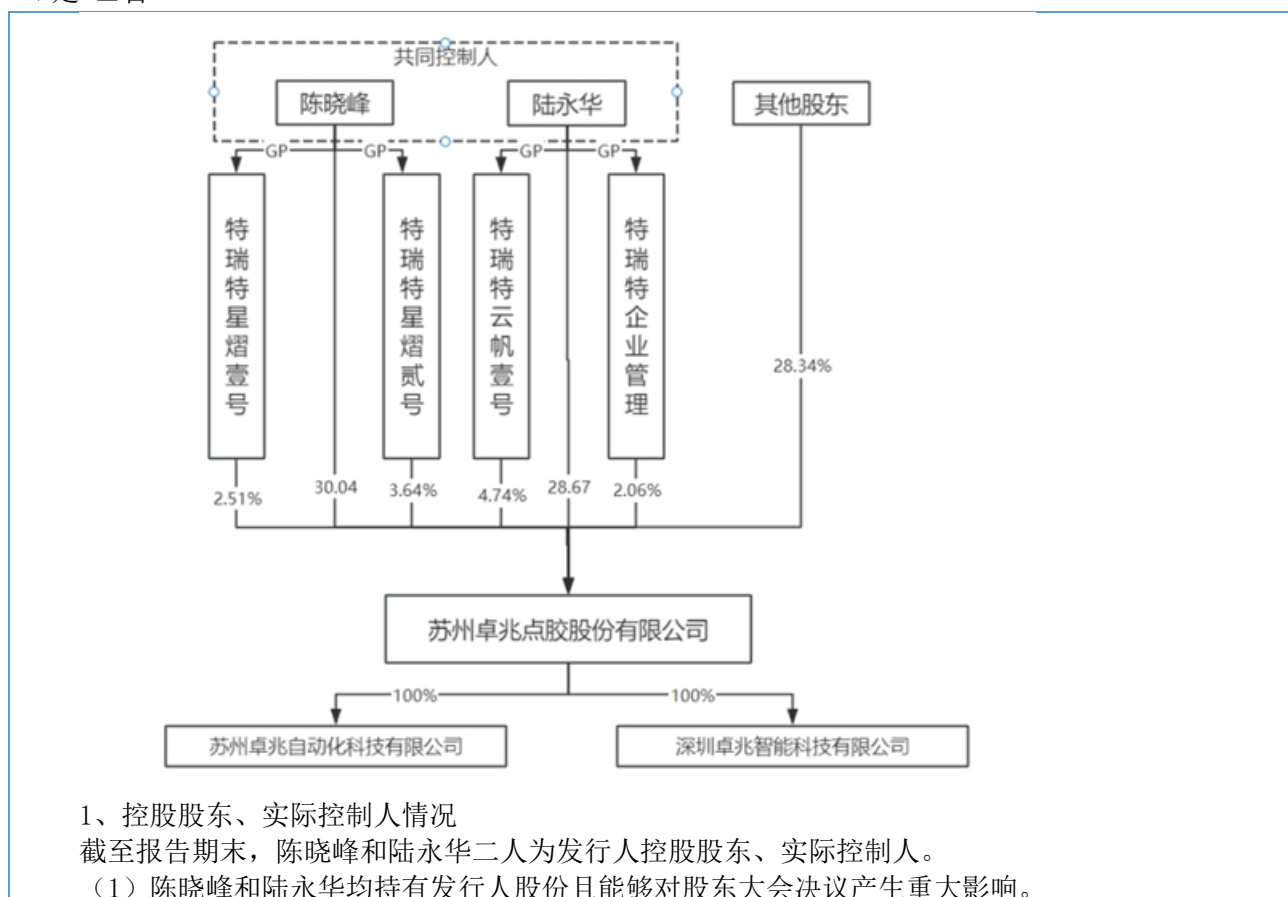 共同控制人
陈晓峰
陆永华
其他股东
GP
GP
GP
GP
特瑞特星熠壹号
特瑞特星熠贰号
特瑞特云帆壹号
特瑞特企业管理
28.34%
2.51%
30.04
3.64%
4.74%
28.67
2.06%
苏州卓兆点胶股份有限公司
100%
100%
苏州卓兆自动化科技有限公司
深圳卓兆智能科技有限公司
1、控股股东、实际控制人情况
截至报告期末，陈晓峰和陆永华二人为发行人控股股东、实际控制人。
（1）陈晓峰和陆永华均持有发行人股份且能够对股东大会决议产生重大影响。